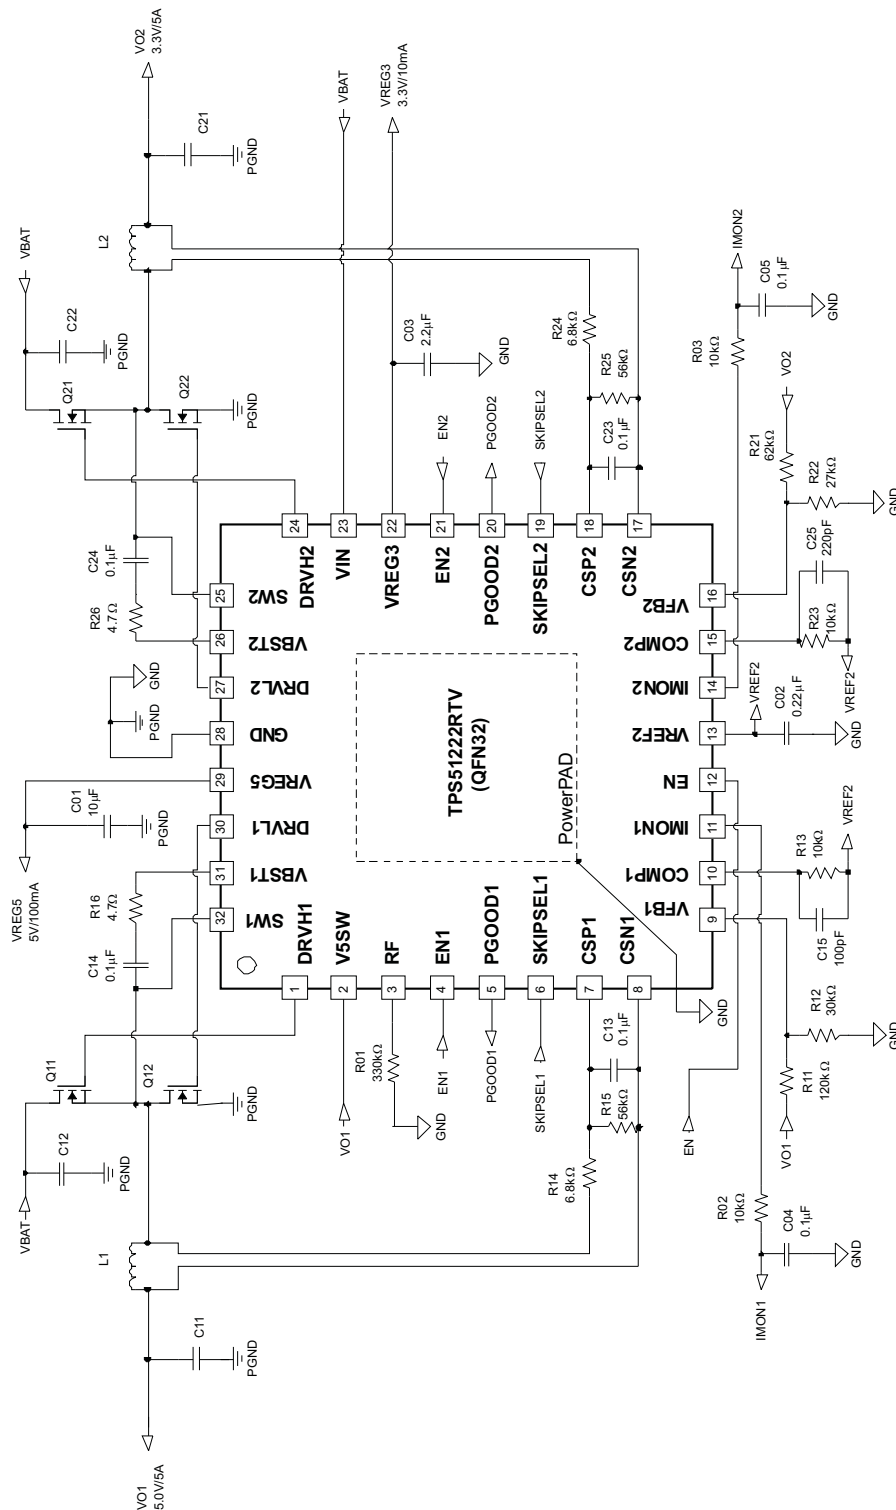 VO1
5.0V/5A
C11
PGND
L1
VBAT
C12
PGND
Q11
Q12
PGND
C14
0.1µF
R16
4.7Ω
VREG5
5V/100mA
C01
10µF
PGND
PGND
GND
R26
4.7Ω
C24
0.1µF
Q21
Q22
PGND
C22
PGND
VBAT
L2
C21
PGND
VO2
3.3V/5A
32
31
30
29
28
27
26
25
SW1
VBST1
DRVL1
VREG5
GND
DRVL2
VBST2
SW2
1
DRVH1
DRVH2
24
VO1
2
V5SW
VIN
23
VBAT
R01
330kΩ
GND
3
RF
VREG3
22
C03
2.2µF
GND
VREG3
3.3V/10mA
EN1
4
EN1
EN2
21
EN2
PGOOD1
5
PGOOD1
PGOOD2
20
PGOOD2
SKIPSEL1
6
SKIPSEL1
SKIPSEL2
19
SKIPSEL2
TPS51222RTV
(QFN32)
PowerPAD
R14
6.8kΩ
R15
56kΩ
C13
0.1µF
7
CSP1
CSP2
18
8
CSN1
CSN2
17
C23
0.1µF
R25
56kΩ
R24
6.8kΩ
GND
VFB1
COMP1
IMON1
EN
VREF2
IMON2
COMP2
VFB2
9
10
11
12
13
14
15
16
EN
IMON1
R02
10kΩ
C04
0.1µF
GND
VO1
R11
120kΩ
R12
30kΩ
GND
C15
100pF
R13
10kΩ
VREF2
VREF2
C02
0.22µF
GND
VREF2
R23
10kΩ
C25
220pF
R21
62kΩ
R22
27kΩ
GND
VO2
R03
10kΩ
IMON2
C05
0.1µF
GND